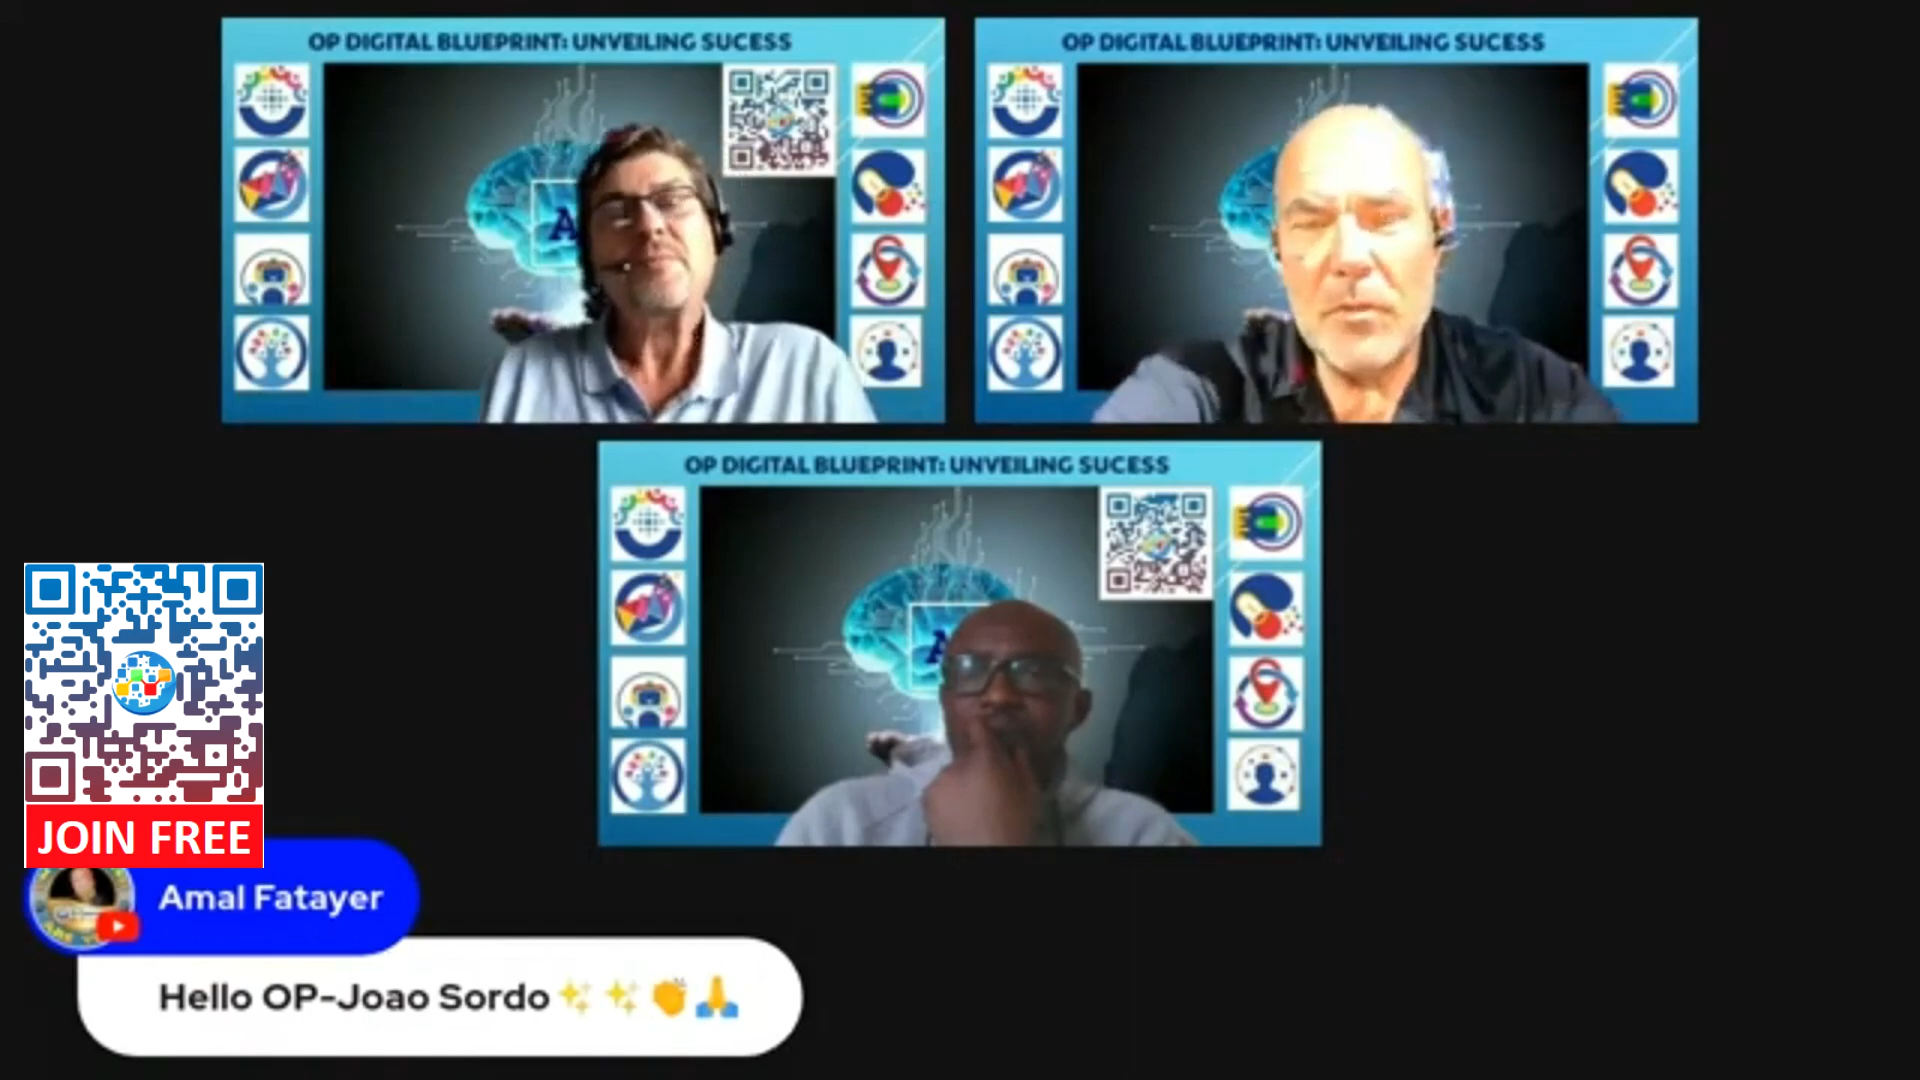 OP DIGITAL BLUEPRINT: UNVEILING SUCESS
OP DIGITAL BLUEPRINT: UNVEILING SUCESS
OP DIGITAL BLUEPRINT: UNVEILING SUCESS
JOIN FREE
Amal Fatayer
Hello OP-Joao Sordo✨✨👏🙏